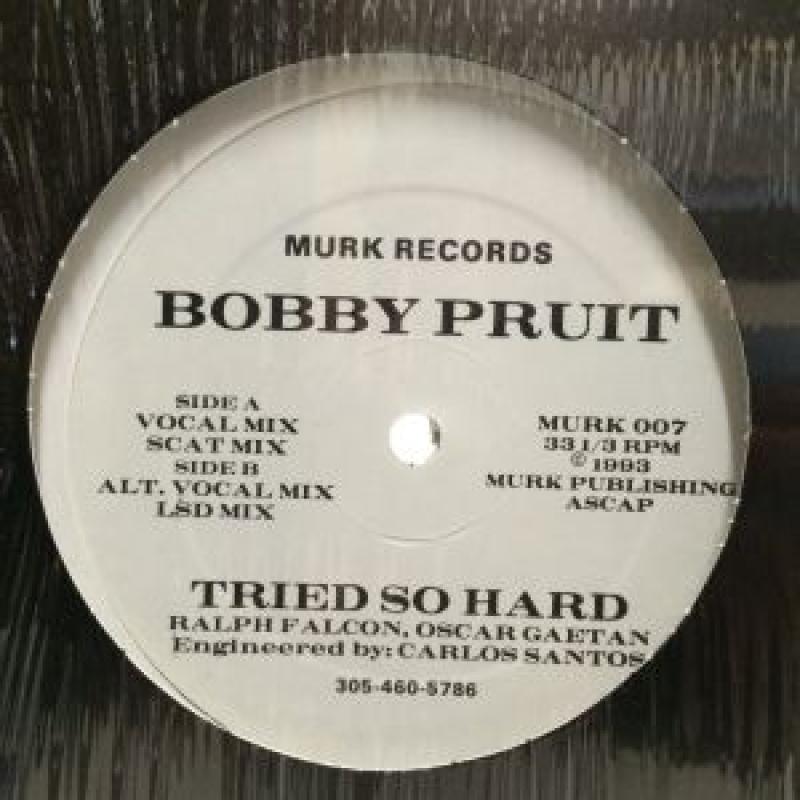 MURK RECORDS
BOBBY PRUIT
SIDE A
VOCAL MIX
SCAT MIX
SIDE B
ALT. VOCAL MIX
LSD MIX
MURK 007
33 1/3 RPM
© 1993
MURK PUBLISHING
ASCAP
TRIED SO HARD
RALPH FALCON, OSCAR GAETAN
Engineered by: CARLOS SANTOS
305-460-5786